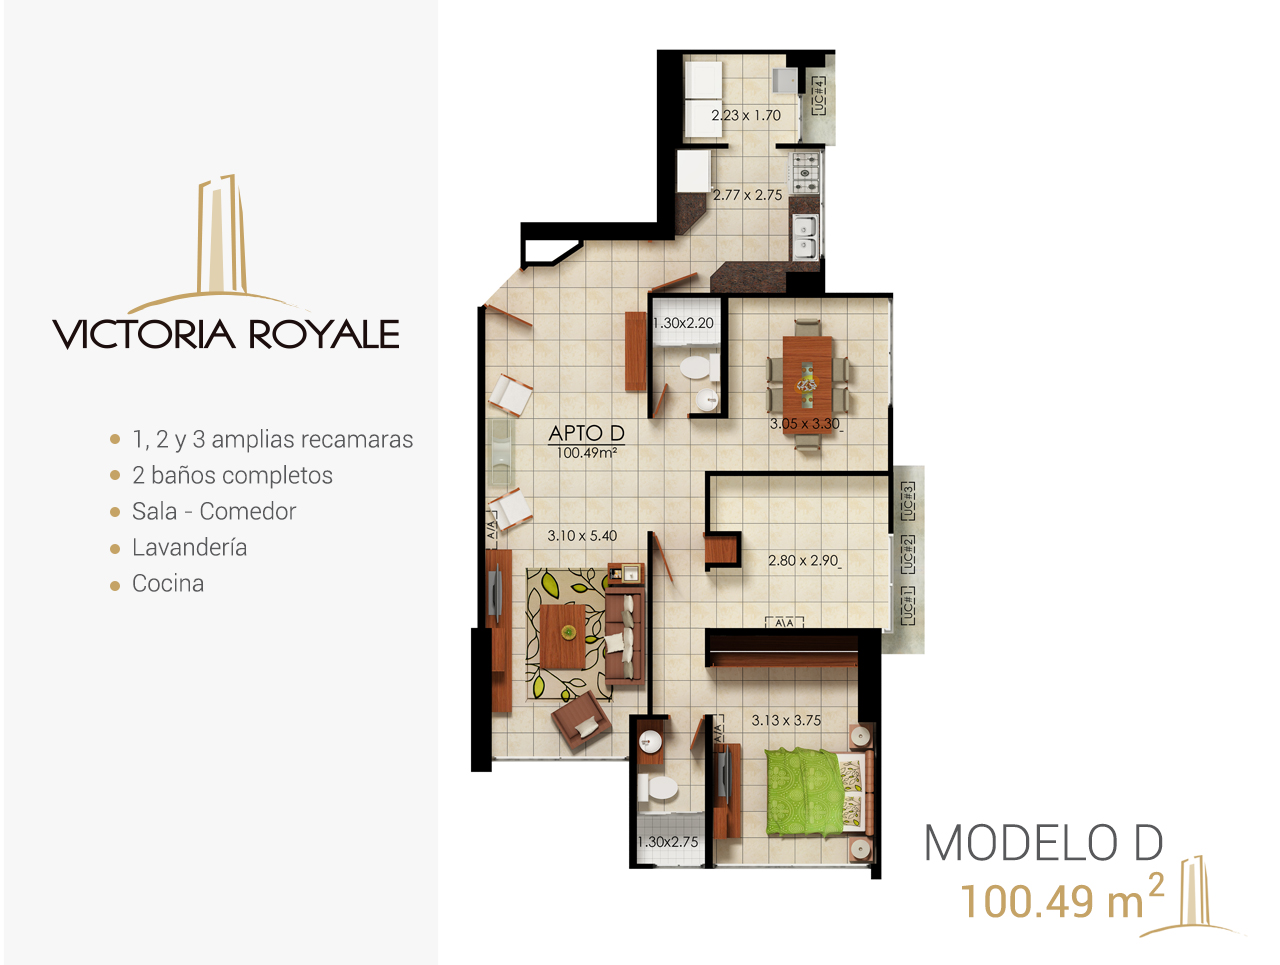 VICTORIA ROYALE
1, 2 y 3 amplias recamaras
2 baños completos
Sala - Comedor
Lavandería
Cocina
UC#4
2.23 x 1.70
2.77 x 2.75
1.30x2.20
3.05 x 3.30
APTO D
100.49m²
A/A
3.10 x 5.40
UC#3
UC#2
2.80 x 2.90
UC#1
A\A
3.13 x 3.75
A/A
1.30x2.75
MODELO D
100.49 m²